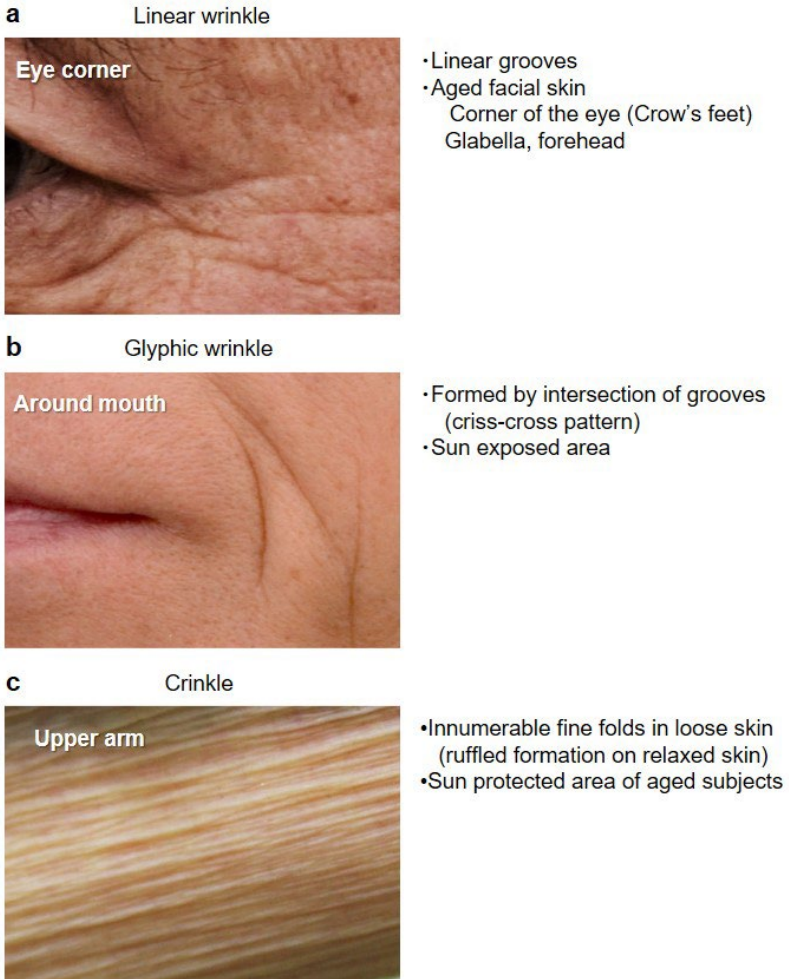 a
Linear wrinkle
Eye corner
·Linear grooves
·Aged facial skin
Corner of the eye (Crow's feet)
Glabella, forehead
b
Glyphic wrinkle
Around mouth
·Formed by intersection of grooves
(criss-cross pattern)
·Sun exposed area
c
Crinkle
Upper arm
•Innumerable fine folds in loose skin
(ruffled formation on relaxed skin)
•Sun protected area of aged subjects